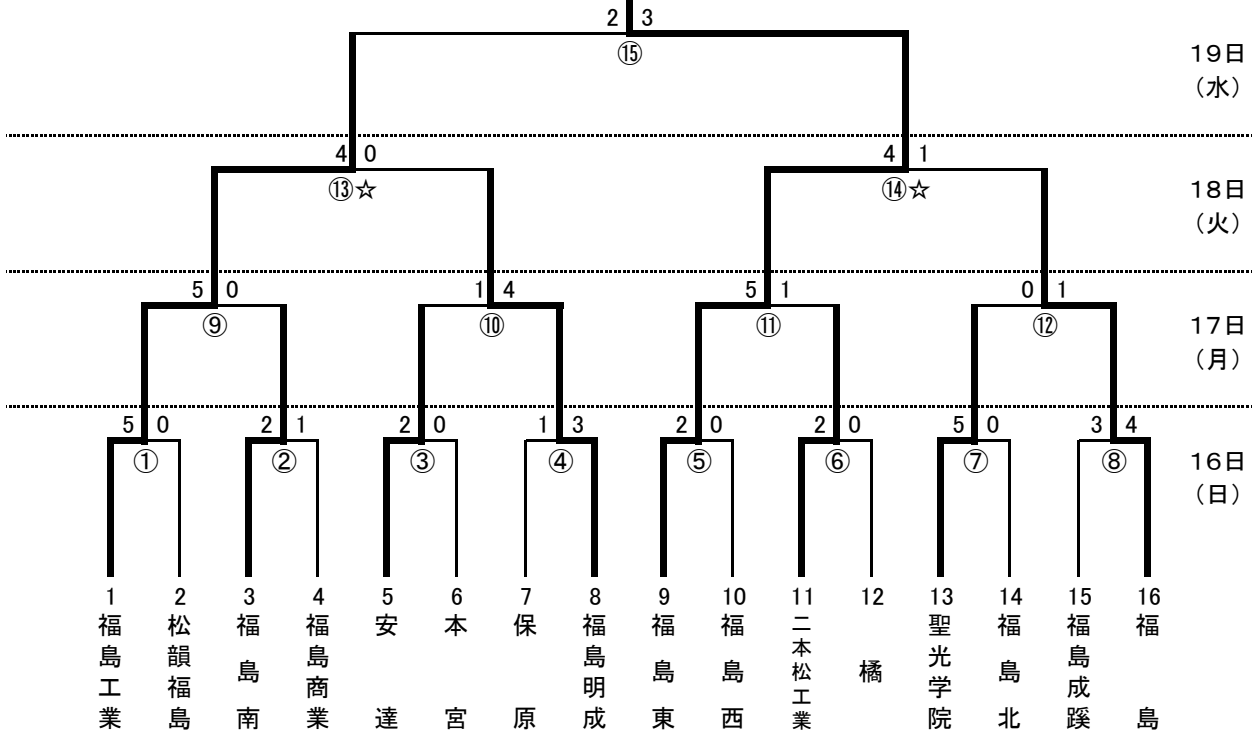 2 3
⑮
19日
（水）
4 0
4 1
⑬☆
⑭☆
18日
（火）
5 0
1 4
5 1
0 1
⑨
⑩
⑪
⑫
17日
（月）
5 0
2 1
2 0
1 3
2 0
2 0
5 0
3 4
①
②
③
④
⑤
⑥
⑦
⑧
16日
（日）
1
2
3
4
5
6
7
8
9
10
11
12
13
14
15
16
福島工業
松韻福島
福島南
福島商業
安達
本宮
保原
福島明成
福島東
福島西
二本松工業
橘
聖光学院
福島北
福島成蹊
福島